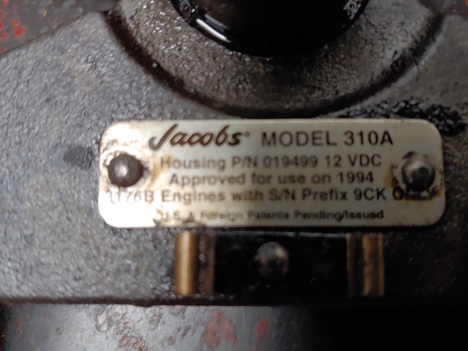 Jacobs® MODEL 310A
Housing P/N 019499 12 VDC
Approved for use on 1994
3176B Engines with S/N Prefix 9CK ONLY
U.S. & Foreign Patents Pending/Issued